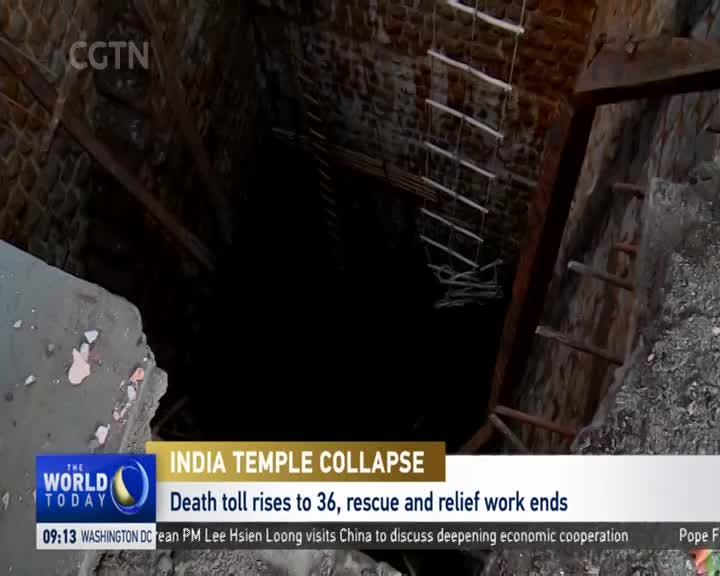 CGTN
INDIA TEMPLE COLLAPSE
THE
WORLD
TODAY
Death toll rises to 36, rescue and relief work ends
09:13 WASHINGTON DC
rean PM Lee Hsien Loong visits China to discuss deepening economic cooperation Pope F